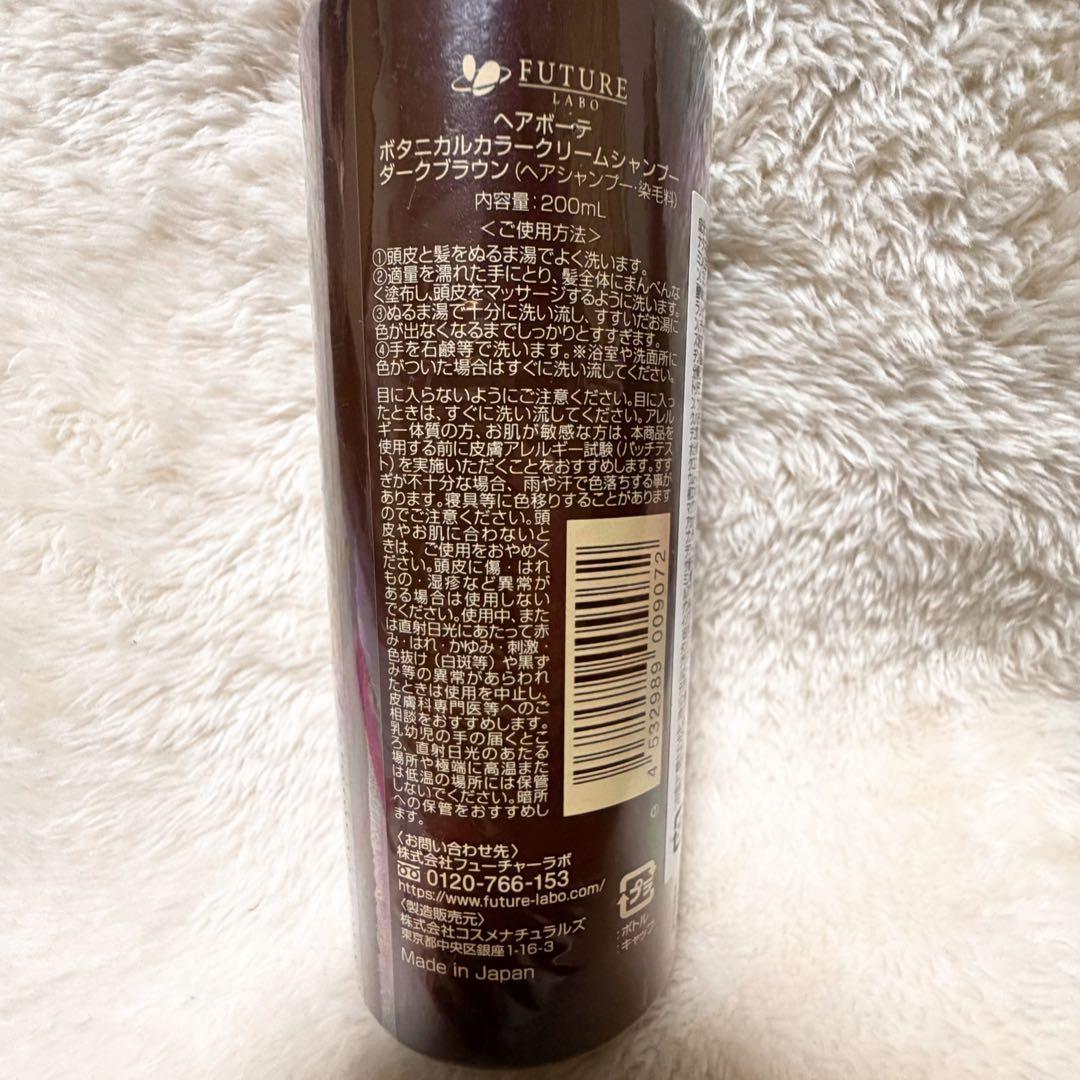 FUTURE
LABO
ヘアボーテ
ボタニカルカラークリームシャンプー
ダークブラウン(ヘアシャンプー・染毛料)
内容量:200mL
<ご使用方法>
①頭皮と髪をぬるま湯でよく洗います。
②適量を濡れた手にとり、髪全体にまんべんな
く塗布し、頭皮をマッサージするように洗います。
③ぬるま湯で十分に洗い流し、すすいだお湯に
色が出なくなるまでしっかりとすすぎます。
④手を石鹸等で洗います。※浴室や洗面所に
色がついた場合はすぐに洗い流してください。
目に入らないようにご注意ください。目に入っ
たときは、すぐに洗い流してください。アレル
ギー体質の方、お肌が敏感な方は、本商品を
使用する前に皮膚アレルギー試験(パッチテス
ト)を実施いただくことをおすすめします。すす
ぎが不十分な場合、雨や汗で色落ちする事が
あります。寝具等に色移りすることがあります
のでご注意ください。頭
皮やお肌に合わないと
きは、ご使用をおやめく
ださい。頭皮に傷・はれ
もの・湿疹など異常が
ある場合は使用しない
でください。使用中、また
は直射日光にあたって赤
み・はれ・かゆみ・刺激・
色抜け(白斑等)や黒ず
み等の異常があらわれ
たときは使用を中止し、
皮膚科専門医等へのご
相談をおすすめします。
乳幼児の手の届くとこ
ろ、直射日光のあたる
場所や極端に高温また
は低温の場所には保管
しないでください。暗所
への保管をおすすめし
ます。
4 532989 009072
<お問い合わせ先>
株式会社フューチャーラボ
0120-766-153
https://www.future-labo.com/
<製造販売元>
株式会社コスメナチュラルズ
東京都中央区銀座1-16-3
Made in Japan
プラ
:ボトル
:キャップ